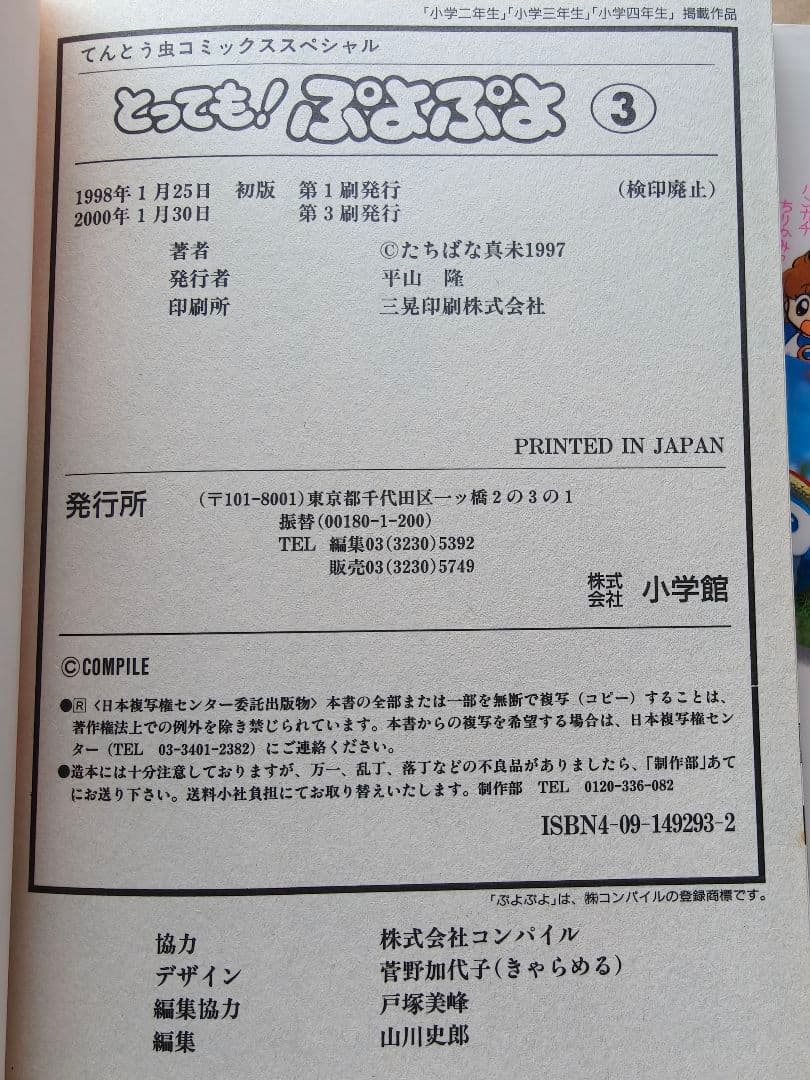 「小学二年生」「小学三年生」「小学四年生」掲載作品
てんとう虫コミックススペシャル
とっても!ぷよぷよ ③
1998年1月25日 初版 第1刷発行 (検印廃止)
2000年1月30日 第3刷発行
著者 ©たちばな真未1997
発行者 平山 隆
印刷所 三晃印刷株式会社
PRINTED IN JAPAN
発行所 (〒101-8001)東京都千代田区一ッ橋2の3の1
振替(00180-1-200)
TEL 編集03(3230)5392
販売03(3230)5749
株式会社 小学館
©COMPILE
●🅁〈日本複写権センター委託出版物〉本書の全部または一部を無断で複写(コピー)することは、
著作権法上での例外を除き禁じられています。本書からの複写を希望する場合は、日本複写権セン
ター(TEL 03-3401-2382)にご連絡ください。
●造本には十分注意しておりますが、万一、乱丁、落丁などの不良品がありましたら、「制作部」あて
にお送り下さい。送料小社負担にてお取り替えいたします。制作部 TEL 0120-336-082
ISBN4-09-149293-2
「ぷよぷよ」は、㈱コンパイルの登録商標です。
協力 株式会社コンパイル
デザイン 菅野加代子(きゃらめる)
編集協力 戸塚美峰
編集 山川史郎